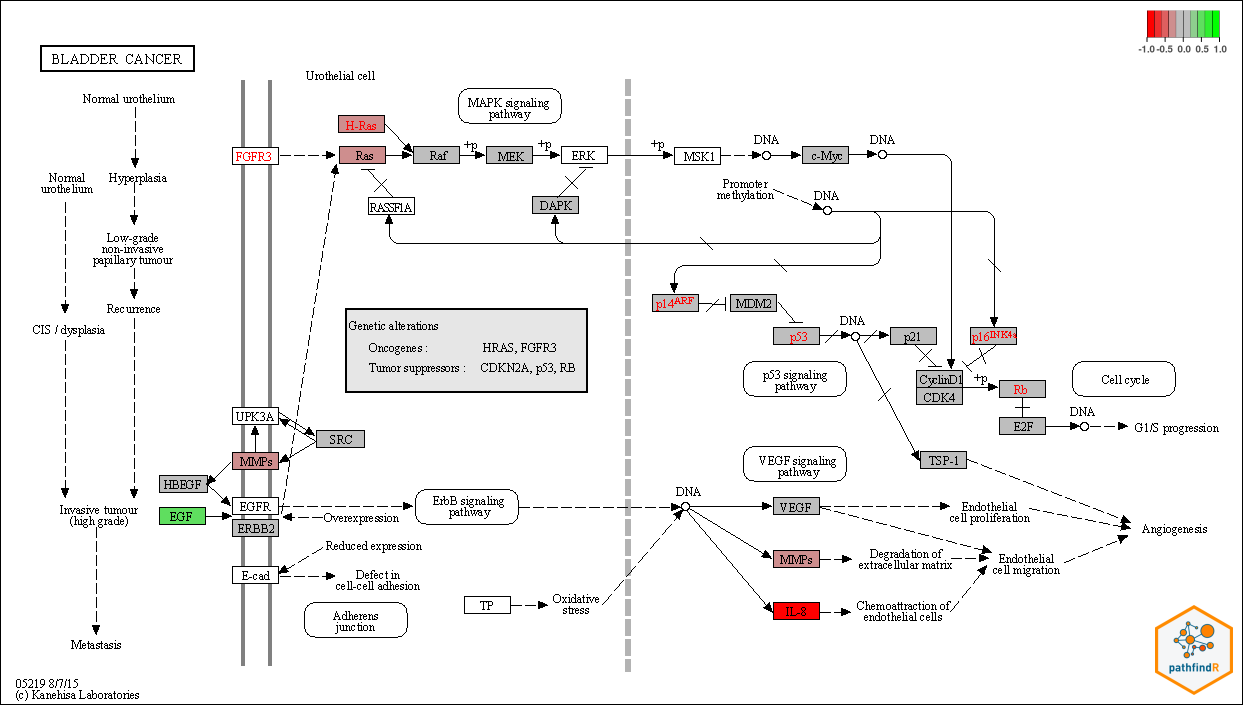 BLADDER CANCER
-1.0 -0.5 0.0 0.5 1.0
Urothelial cell
Normal urothelium
MAPK signaling
pathway
H-Ras
FGFR3
Ras
Raf
+p
MEK
+p
ERK
+p
MSK1
DNA
c-Myc
DNA
Normal
urothelium
Hyperplasia
Promoter
methylation
DNA
RASSF1A
DAPK
Low-grade
non-invasive
papillary tumour
Recurrence
CIS / dysplasia
p14ARF
MDM2
p53
DNA
p21
p16INK4a
Genetic alterations
Oncogenes : HRAS, FGFR3
Tumor suppressors : CDKN2A, p53, RB
p53 signaling
pathway
CyclinD1
CDK4
+p
Rb
Cell cycle
E2F
DNA
G1/S progression
UPK3A
SRC
MMPs
VEGF signaling
pathway
TSP-1
HBEGF
EGFR
EGF
ERBB2
Overexpression
ErbB signaling
pathway
DNA
VEGF
Endothelial
cell proliferation
Angiogenesis
Invasive tumour
(high grade)
Reduced expression
E-cad
Defect in
cell-cell adhesion
MMPs
Degradation of
extracellular matrix
Endothelial
cell migration
TP
Oxidative
stress
IL-8
Chemoattraction of
endothelial cells
Adherens
junction
Metastasis
pathfindR
05219 8/7/15
(c) Kanehisa Laboratories